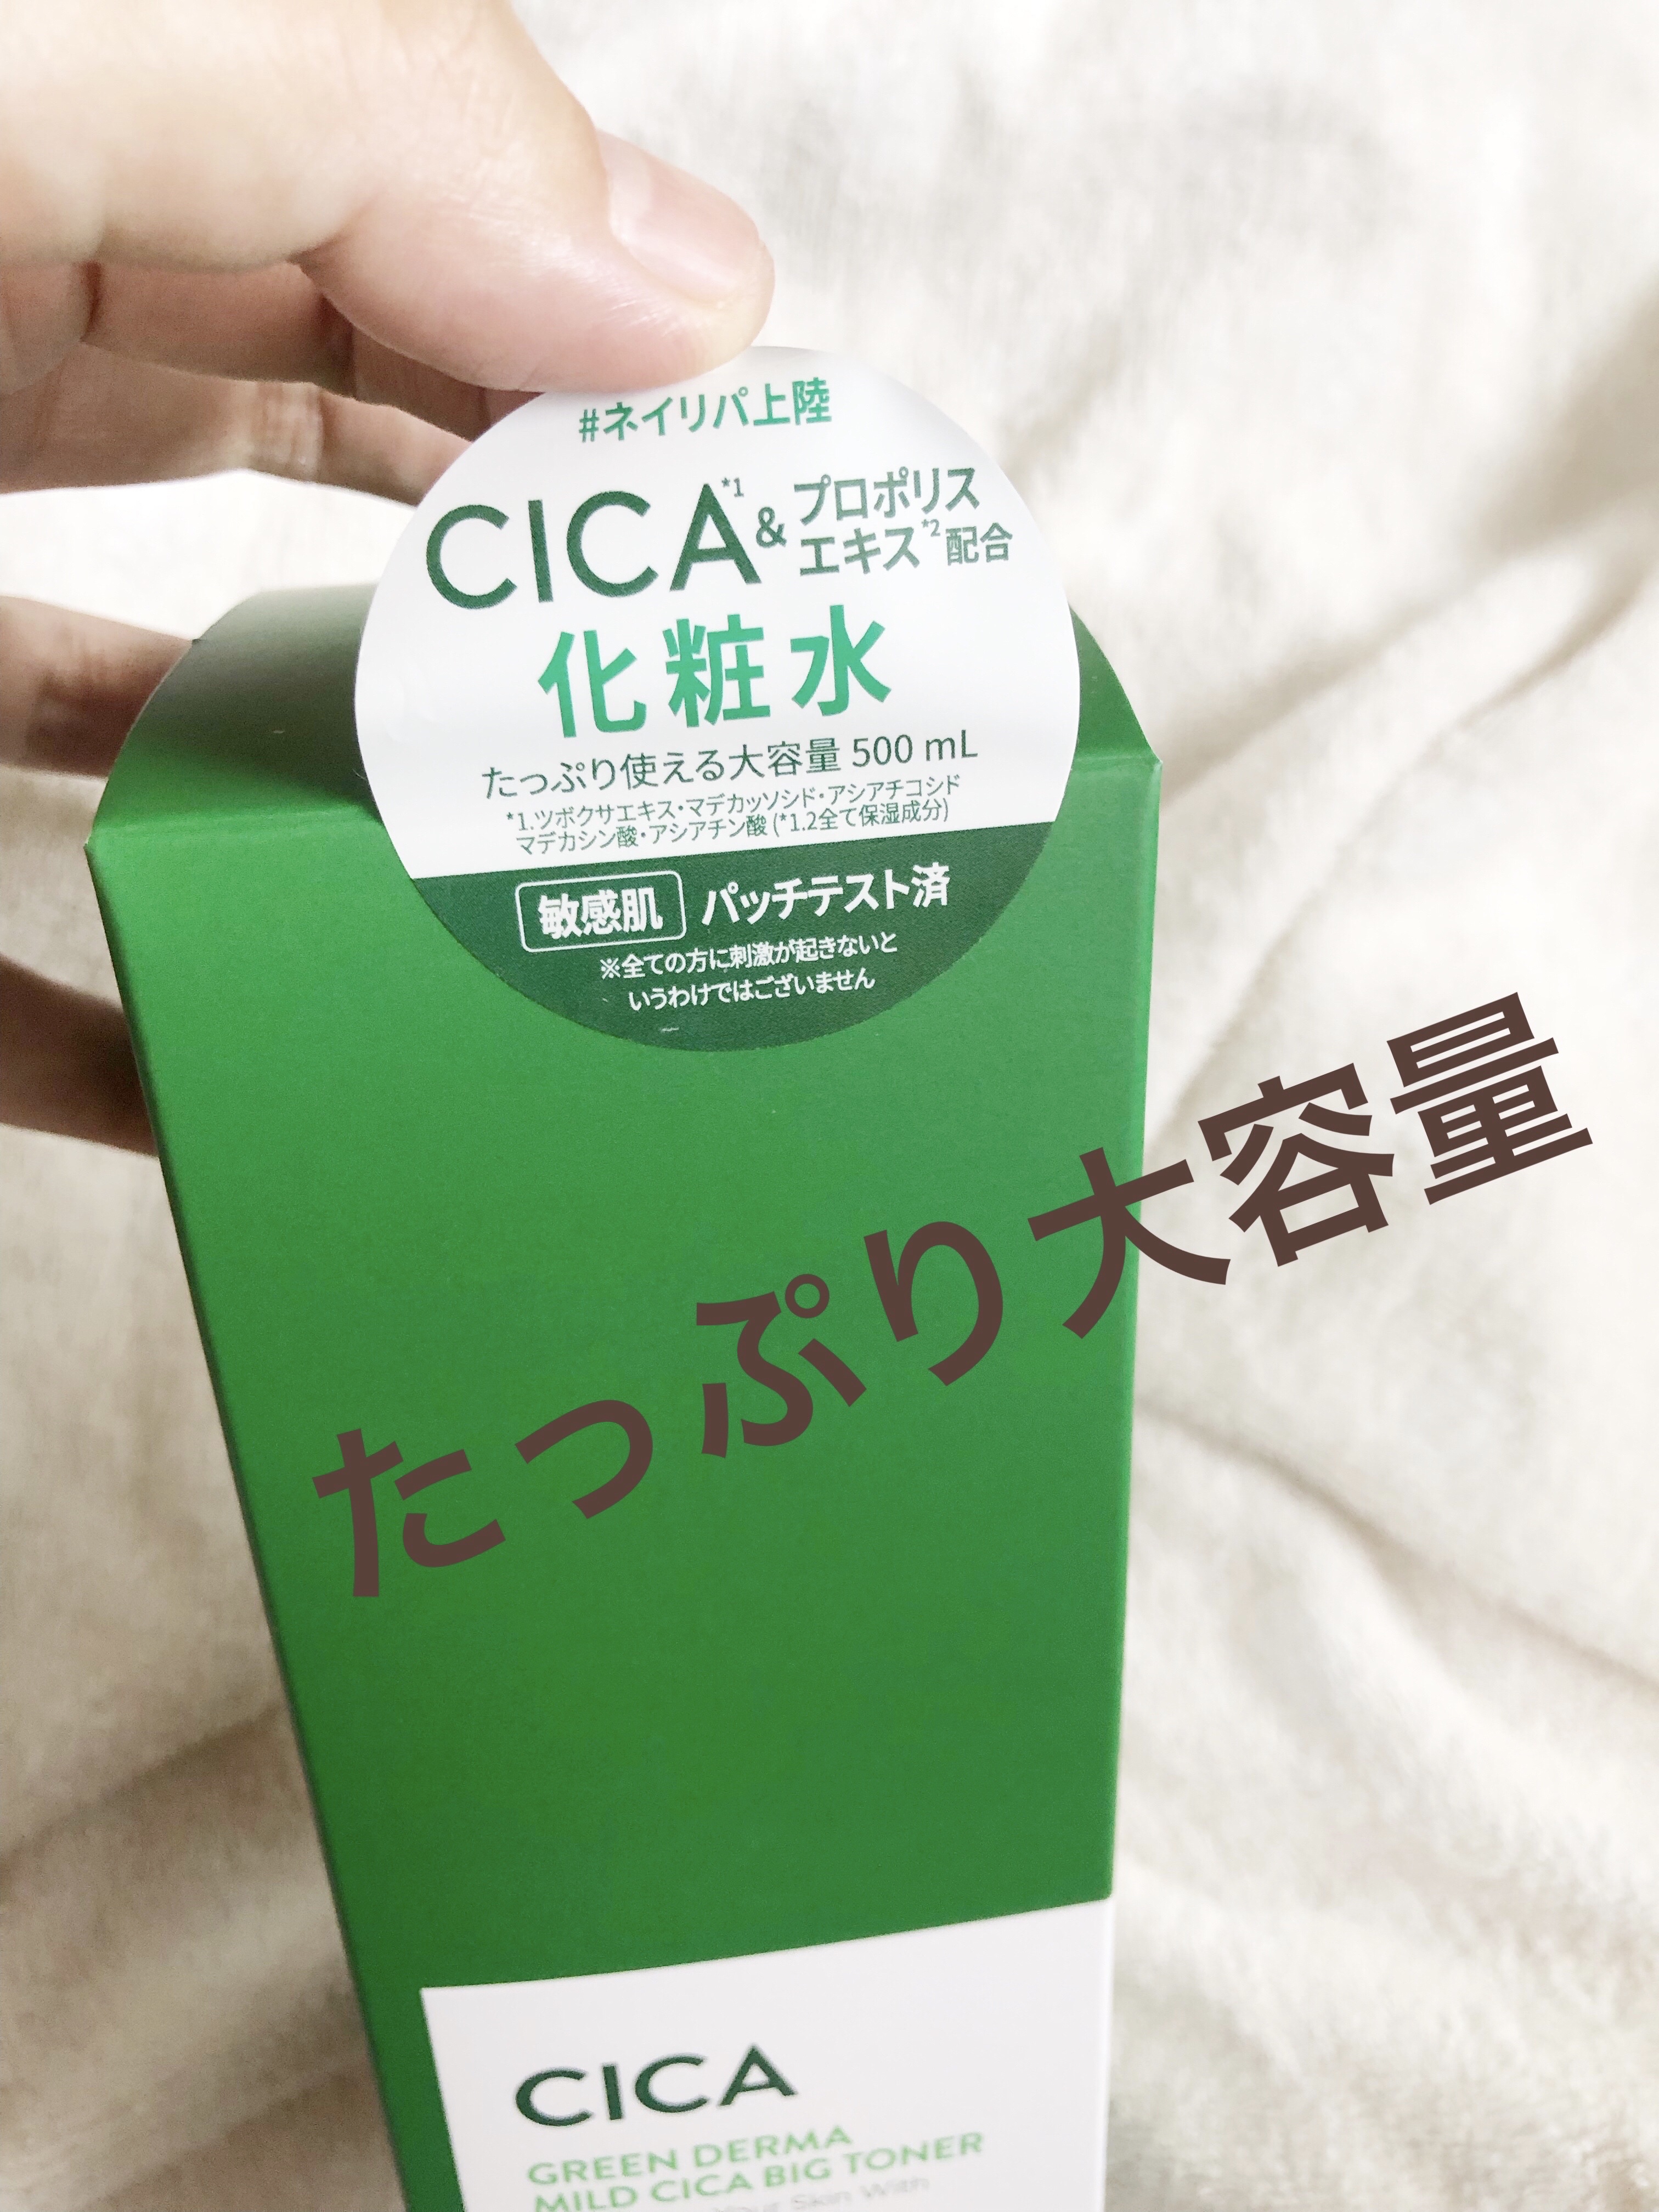 #ネイリパ上陸
CICA*1&プロポリス
エキス*2配合
化粧水
たっぷり使える大容量 500 mL
*1.ツボクサエキス・マデカッソシド・アシアチコシド
マデカシン酸・アシアチン酸 (*1.2全て保湿成分)
敏感肌 パッチテスト済
※全ての方に刺激が起きないと
いうわけではございません
たっぷり大容量
CICA
GREEN DERMA
MILD CICA BIG TONER
Your Skin With